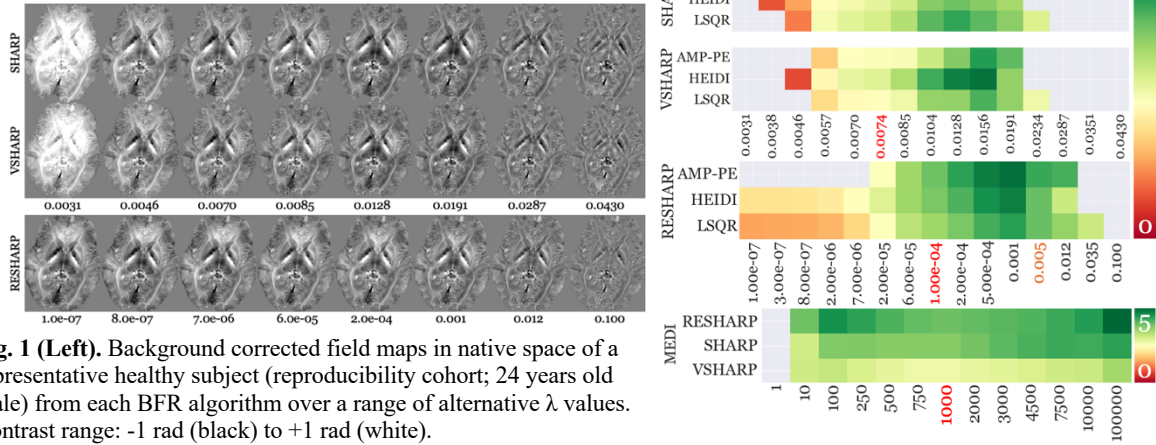 SHARP
VSHARP
0.0031 0.0046 0.0070 0.0085 0.0128 0.0191 0.0287 0.0430
RESHARP
1.0e-07 8.0e-07 7.0e-06 6.0e-05 2.0e-04 0.001 0.012 0.100
g. 1 (Left). Background corrected field maps in native space of a
presentative healthy subject (reproducibility cohort; 24 years old
ale) from each BFR algorithm over a range of alternative λ values.
ontrast range: -1 rad (black) to +1 rad (white).
SHA
HEIDI
LSQR
VSHARP
AMP-PE
HEIDI
LSQR
0.0031 0.0038 0.0046 0.0057 0.0070 0.0074 0.0085 0.0104 0.0128 0.0156 0.0191 0.0234 0.0287 0.0351 0.0430
RESHARP
AMP-PE
HEIDI
LSQR
0
1.00e-07 3.00e-07 8.00e-07 2.00e-06 7.00e-06 2.00e-05 6.00e-05 1.00e-04 2.00e-04 5.00e-04 0.001 0.005 0.012 0.035 0.100
MEDI
RESHARP
SHARP
VSHARP
5
0
1 10 100 250 500 750 1000 2000 3000 4500 7500 10000 100000